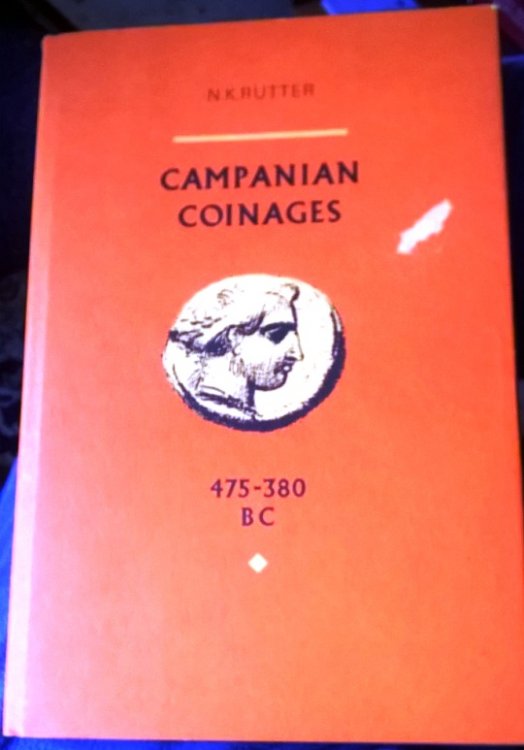 N.K.RUTTER
CAMPANIAN
COINAGES
475-380
BC